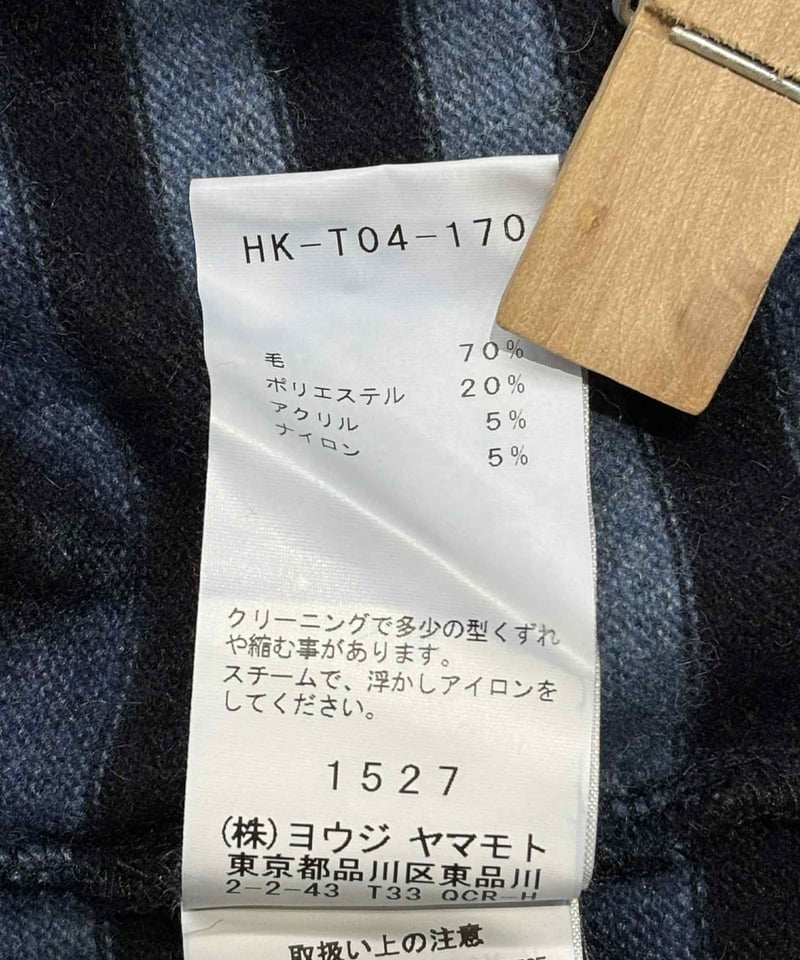 HK-T04-170
毛 70%
ポリエステル 20%
アクリル 5%
ナイロン 5%
クリーニングで多少の型くずれ
や縮む事があります。
スチームで、浮かしアイロンを
してください。
1527
(株)ヨウジ ヤマモト
東京都品川区東品川
2-2-43 T33 QCR-H
取扱い上の注意